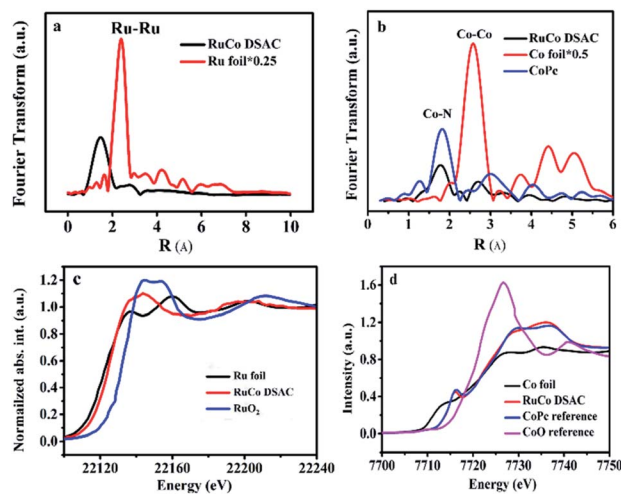 a
Ru-Ru
RuCo DSAC
Ru foil*0.25
Fourier Transform (a.u.)
0 2 4 6 8 10
R (Å)
b
Co-Co
Co-N
RuCo DSAC
Co foil*0.5
CoPc
Fourier Transform (a.u.)
1 2 3 4 5 6
R (Å)
c
Ru foil
RuCo DSAC
RuO₂
Normalized abs. int. (a.u.)
1.2
1.0
0.8
0.6
0.4
0.2
0.0
22120 22160 22200 22240
Energy (eV)
d
Co foil
RuCo DSAC
CoPc reference
CoO reference
Intensity (a.u.)
1.6
1.2
0.8
0.4
0.0
7700 7710 7720 7730 7740 7750
Energy (eV)